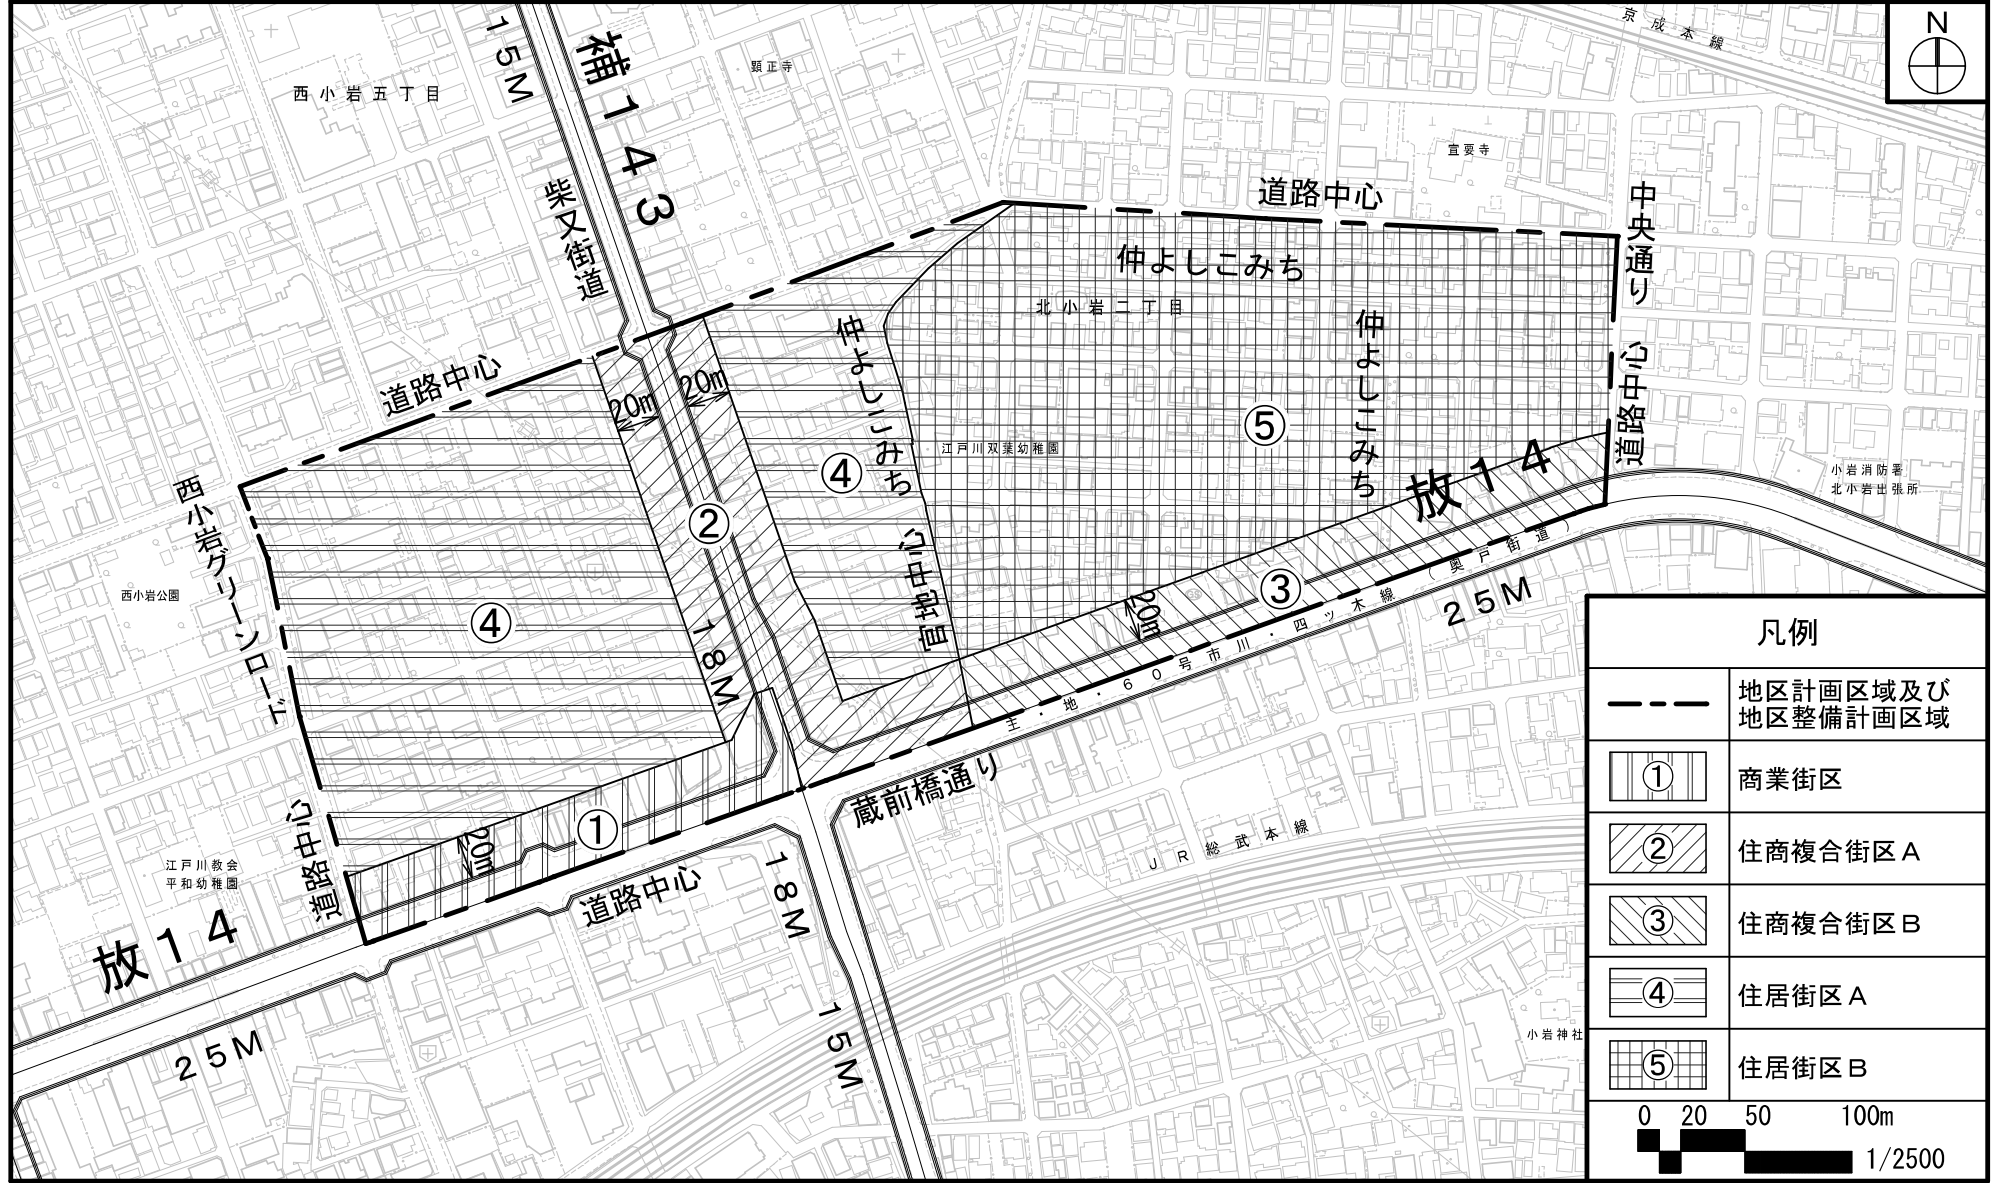 15M
補143
柴又街道
西小岩五丁目
顕正寺
京成本線
N
宣要寺
道路中心
中央通り
仲よしこみち
北小岩二丁目
仲よしこみち
仲よしこみち
道路中心
道路中心
20m
20m
⑤
江戸川双葉幼稚園
④
②
④
西小岩グリーンロード
西小岩公園
官地中心
放14
小岩消防署
北小岩出張所
③
20m
主・地・60号市川・四ツ木線(奥戸街道)
25M
18M
蔵前橋通り
①
20m
道路中心
道路中心
江戸川教会
平和幼稚園
放14
25M
18M
15M
JR総武本線
小岩神社
凡例
地区計画区域及び
地区整備計画区域
① 商業街区
② 住商複合街区A
③ 住商複合街区B
④ 住居街区A
⑤ 住居街区B
0 20 50 100m
1/2500